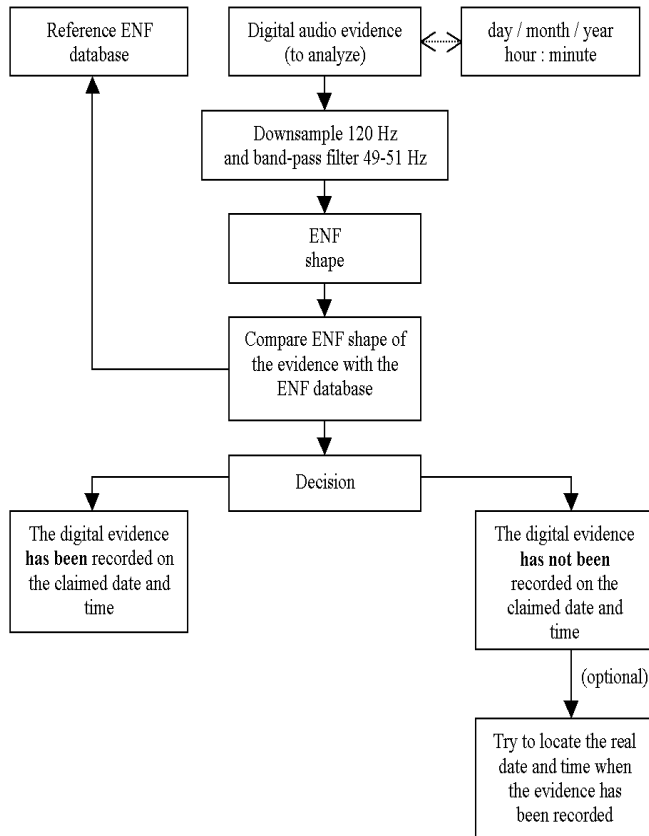 Reference ENF
database
Digital audio evidence
(to analyze)
day / month / year
hour : minute
Downsample 120 Hz
and band-pass filter 49-51 Hz
ENF
shape
Compare ENF shape of
the evidence with the
ENF database
Decision
The digital evidence
has been recorded on
the claimed date and
time
The digital evidence
has not been
recorded on the
claimed date and
time
(optional)
Try to locate the real
date and time when
the evidence has
been recorded